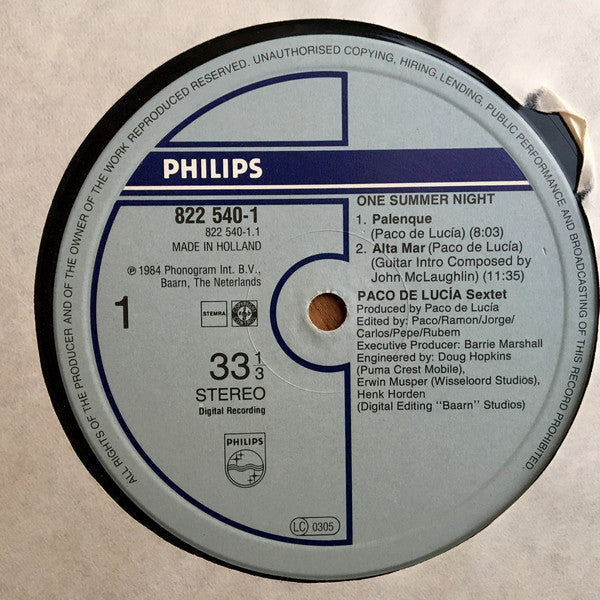 ALL RIGHTS OF THE PRODUCER AND OF THE OWNER OF THE WORK REPRODUCED RESERVED. UNAUTHORISED COPYING, HIRING, LENDING, PUBLIC PERFORMANCE AND BROADCASTING OF THIS RECORD PROHIBITED.
PHILIPS
822 540-1
822 540-1.1
MADE IN HOLLAND
℗ 1984 Phonogram Int. B.V.,
Baarn, The Neterlands
1
STEMRA
33 1/3
STEREO
Digital Recording
PHILIPS
ONE SUMMER NIGHT
1. Palenque
(Paco de Lucía) (8:03)
2. Alta Mar (Paco de Lucía)
(Guitar Intro Composed by
John McLaughlin) (11:35)
PACO DE LUCÍA Sextet
Produced by Paco de Lucía
Edited by: Paco/Ramon/Jorge/
Carlos/Pepe/Rubem
Executive Producer: Barrie Marshall
Engineered by: Doug Hopkins
(Puma Crest Mobile),
Erwin Musper (Wisseloord Studios),
Henk Horden
(Digital Editing "Baarn" Studios)
LC 0305